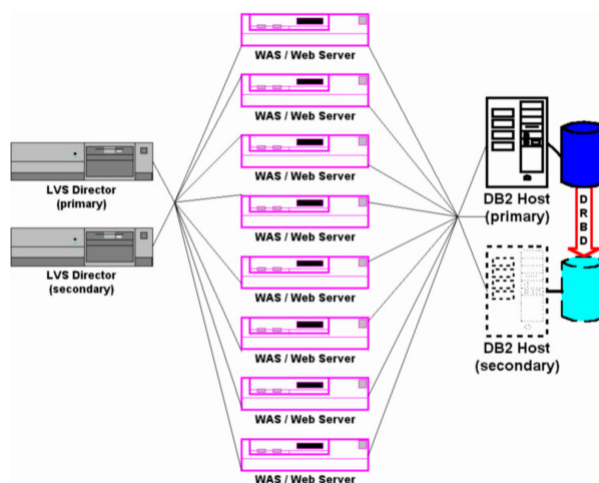 WAS / Web Server
WAS / Web Server
WAS / Web Server
WAS / Web Server
WAS / Web Server
WAS / Web Server
WAS / Web Server
WAS / Web Server
LVS Director
(primary)
LVS Director
(secondary)
DB2 Host
(primary)
DRBD
DB2 Host
(secondary)